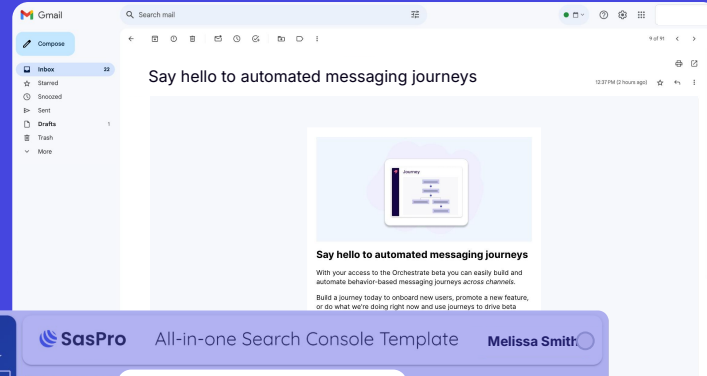 Gmail
Search mail
Compose
9 of 91
Inbox 33
Starred
Snoozed
Sent
Drafts 1
Trash
More
Say hello to automated messaging journeys
12:37 PM (2 hours ago)
Journey
Say hello to automated messaging journeys
With your access to the Orchestrate beta you can easily build and
automate behavior-based messaging journeys across channels.
Build a journey today to onboard new users, promote a new feature,
or do what we're doing right now and use journeys to drive beta
SasPro
All-in-one Search Console Template
Melissa Smith